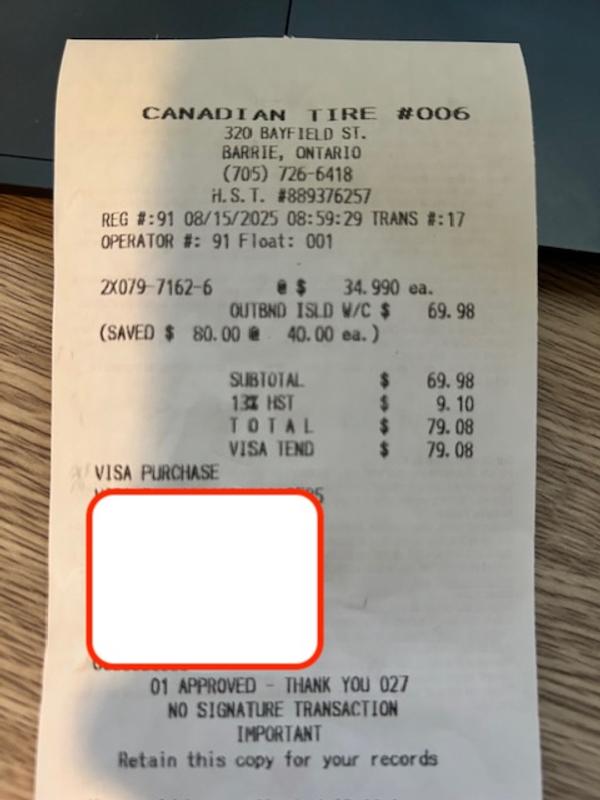 CANADIAN TIRE #006
320 BAYFIELD ST.
BARRIE, ONTARIO
(705) 726-6418
H.S.T. #889376257
REG #:91 08/15/2025 08:59:29 TRANS #:17
OPERATOR #: 91 Float: 001
2X079-7162-6 @ $ 34.990 ea.
OUTBND ISLD W/C $ 69.98
(SAVED $ 80.00 @ 40.00 ea.)
SUBTOTAL $ 69.98
13% HST $ 9.10
T O T A L $ 79.08
VISA TEND $ 79.08
VISA PURCHASE
01 APPROVED - THANK YOU 027
NO SIGNATURE TRANSACTION
IMPORTANT
Retain this copy for your records